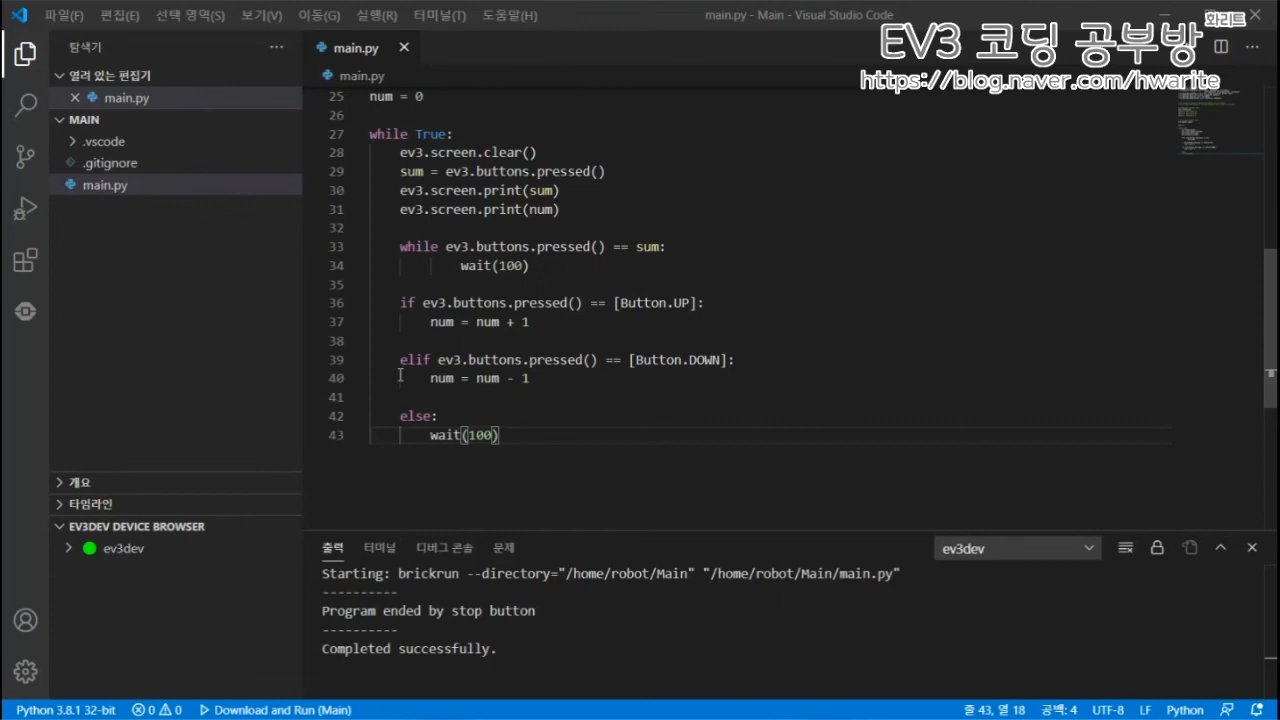 파일(F) 편집(E) 선택 영역(S) 보기(V) 이동(G) 실행(R) 터미널(T) 도움말(H) main.py - Main - Visual Studio Code
화리트
EV3 코딩 공부방
https://blog.naver.com/hwarite
탐색기
열려 있는 편집기
main.py
MAIN
.vscode
.gitignore
main.py
개요
타임라인
EV3DEV DEVICE BROWSER
ev3dev
main.py
main.py
25 num = 0
26
27 while True:
28 ev3.screen.clear()
29 sum = ev3.buttons.pressed()
30 ev3.screen.print(sum)
31 ev3.screen.print(num)
32
33 while ev3.buttons.pressed() == sum:
34 wait(100)
35
36 if ev3.buttons.pressed() == [Button.UP]:
37 num = num + 1
38
39 elif ev3.buttons.pressed() == [Button.DOWN]:
40 num = num - 1
41
42 else:
43 wait(100)
출력 터미널 디버그 콘솔 문제 ev3dev
Starting: brickrun --directory="/home/robot/Main" "/home/robot/Main/main.py"
----------
Program ended by stop button
----------
Completed successfully.
Python 3.8.1 32-bit 0 0 Download and Run (Main) 줄 43, 열 18 공백: 4 UTF-8 LF Python